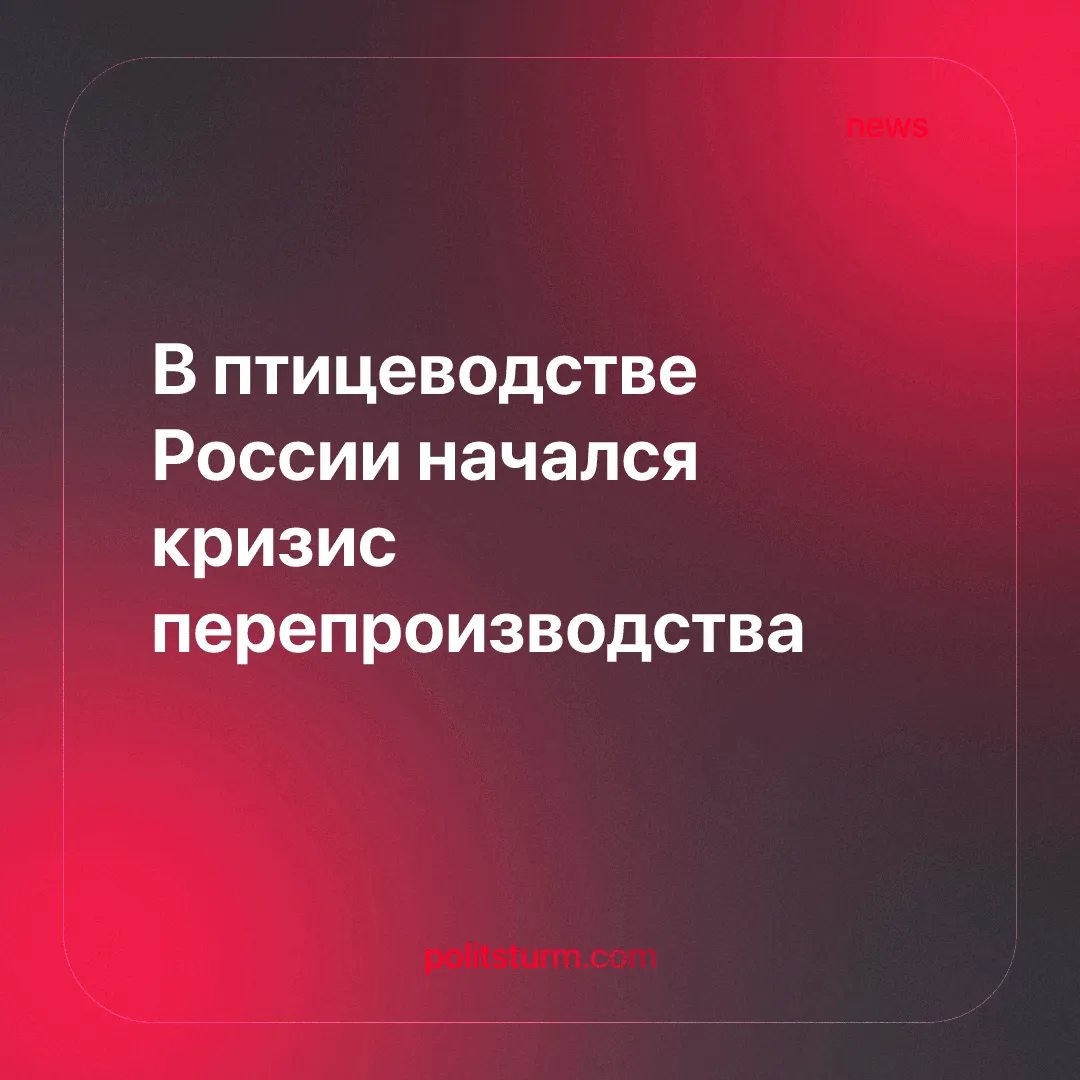 news
В птицеводстве
России начался
кризис
перепроизводства
politsturm.com